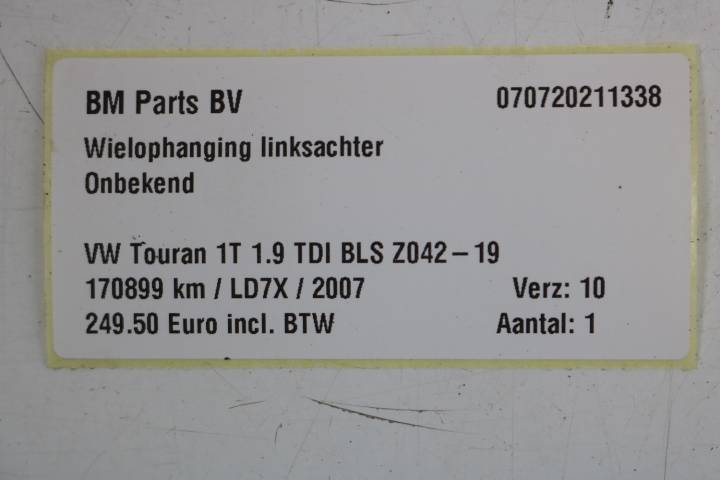 BM Parts BV 070720211338
Wielophanging linksachter
Onbekend
VW Touran 1T 1.9 TDI BLS Z042-19
170899 km / LD7X / 2007 Verz: 10
249.50 Euro incl. BTW Aantal: 1